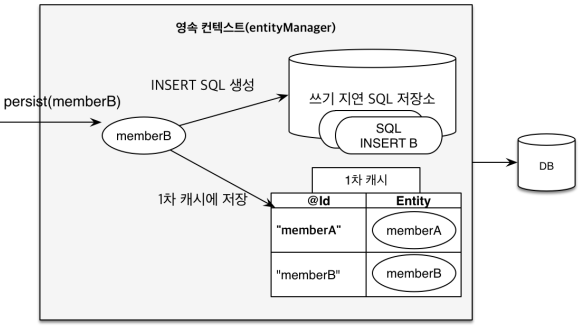 영속 컨텍스트(entityManager)
INSERT SQL 생성
persist(memberB)
쓰기 지연 SQL 저장소
memberB
SQL
INSERT B
DB
1차 캐시
1차 캐시에 저장
@Id
Entity
"memberA"
memberA
"memberB"
memberB